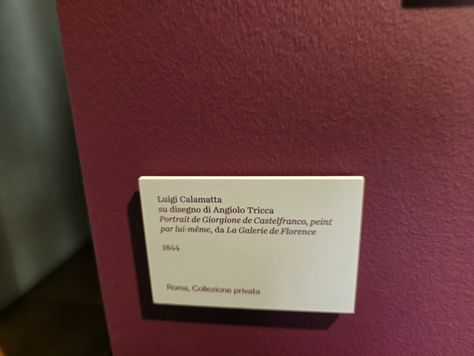 Luigi Calamatta
su disegno di Angiolo Tricca
Portrait de Giorgione de Castelfranco, peint
par lui-même, da La Galerie de Florence
1844
Roma, Collezione privata